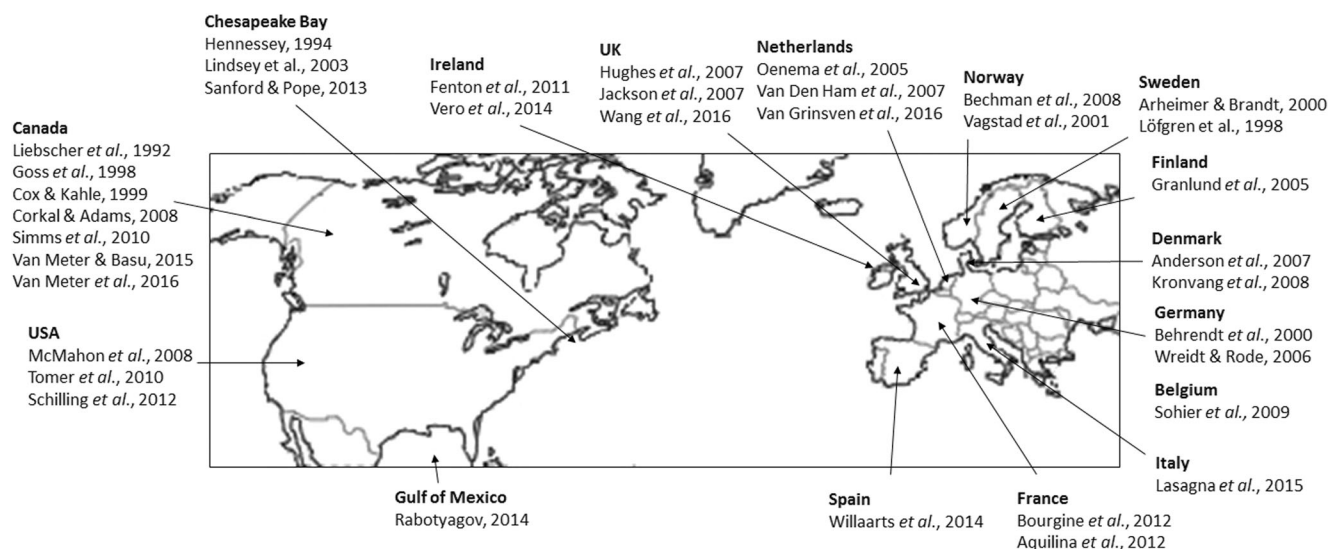 Chesapeake Bay
Hennessey, 1994
Lindsey et al., 2003
Sanford & Pope, 2013
Ireland
Fenton et al., 2011
Vero et al., 2014
UK
Hughes et al., 2007
Jackson et al., 2007
Wang et al., 2016
Netherlands
Oenema et al., 2005
Van Den Ham et al., 2007
Van Grinsven et al., 2016
Norway
Bechman et al., 2008
Vagstad et al., 2001
Sweden
Arheimer & Brandt, 2000
Löfgren et al., 1998
Canada
Liebscher et al., 1992
Goss et al., 1998
Cox & Kahle, 1999
Corkal & Adams, 2008
Simms et al., 2010
Van Meter & Basu, 2015
Van Meter et al., 2016
Finland
Granlund et al., 2005
Denmark
Anderson et al., 2007
Kronvang et al., 2008
USA
McMahon et al., 2008
Tomer et al., 2010
Schilling et al., 2012
Germany
Behrendt et al., 2000
Wreidt & Rode, 2006
Belgium
Sohier et al., 2009
Italy
Lasagna et al., 2015
Gulf of Mexico
Rabotyagov, 2014
Spain
Willaarts et al., 2014
France
Bourgine et al., 2012
Aquilina et al., 2012